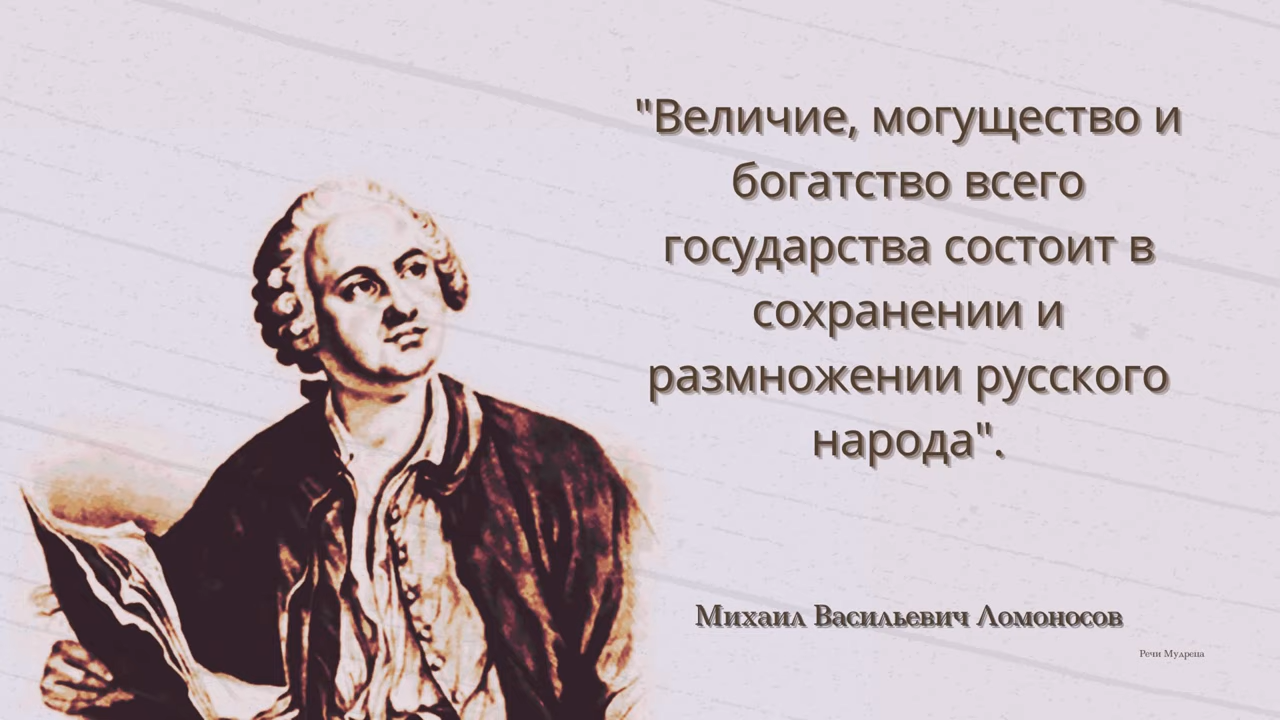 "Величие, могущество и
богатство всего
государства состоит в
сохранении и
размножении русского
народа".
Михаил Васильевич Ломоносов
Речи Мудреца